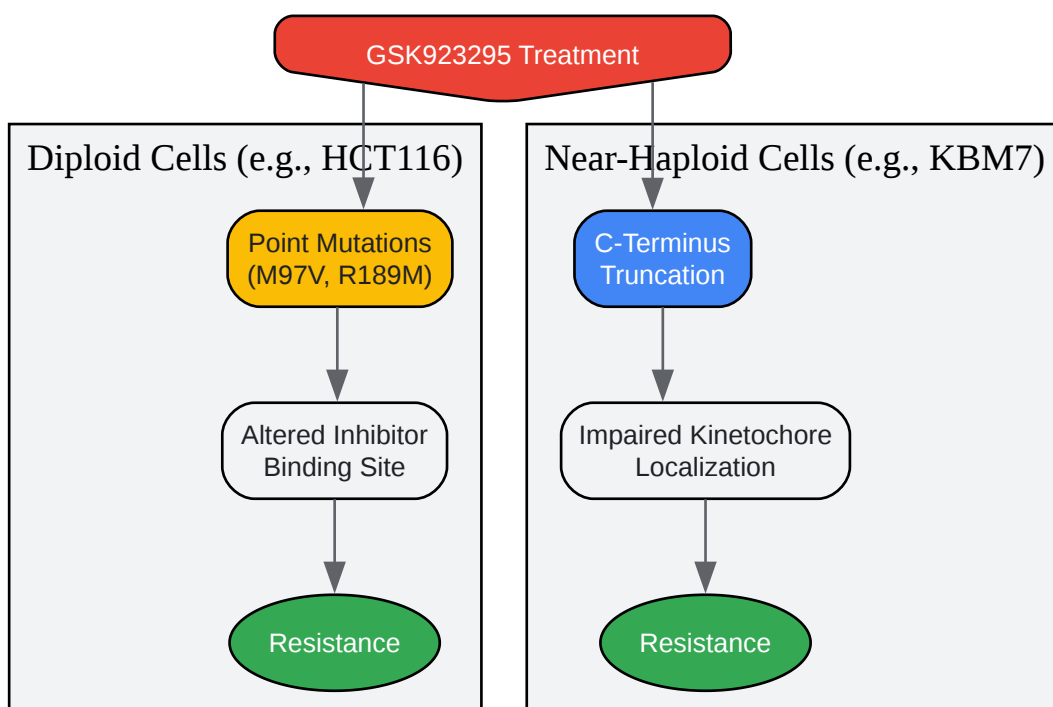 GSK923295 Treatment
Diploid Cells (e.g., HCT116)
Point Mutations
(M97V, R189M)
Altered Inhibitor
Binding Site
Resistance
Near-Haploid Cells (e.g., KBM7)
C-Terminus
Truncation
Impaired Kinetochore
Localization
Resistance